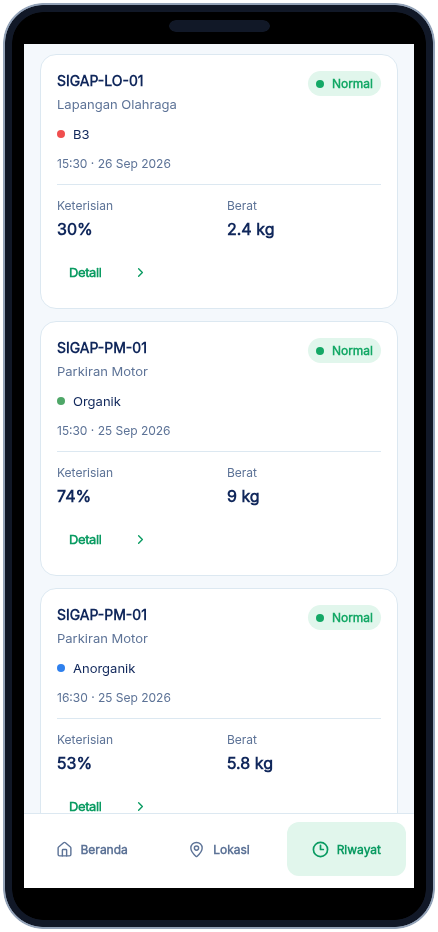 SIGAP-LO-01
Normal
Lapangan Olahraga
B3
15:30 · 26 Sep 2026
Keterisian Berat
30% 2.4 kg
Detail
SIGAP-PM-01
Normal
Parkiran Motor
Organik
15:30 · 25 Sep 2026
Keterisian Berat
74% 9 kg
Detail
SIGAP-PM-01
Normal
Parkiran Motor
Anorganik
16:30 · 25 Sep 2026
Keterisian Berat
53% 5.8 kg
Detail
Beranda Lokasi Riwayat